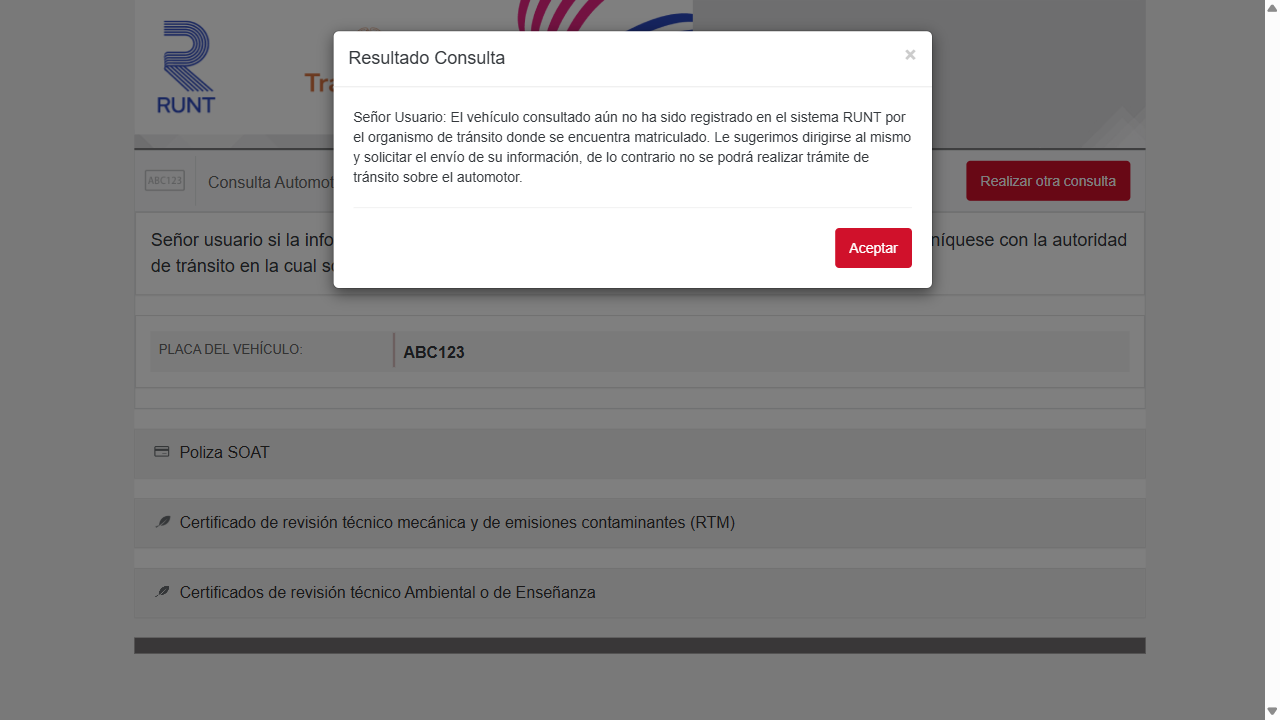 RUNT
Tra
Resultado Consulta
×
Señor Usuario: El vehículo consultado aún no ha sido registrado en el sistema RUNT por
el organismo de tránsito donde se encuentra matriculado. Le sugerimos dirigirse al mismo
y solicitar el envío de su información, de lo contrario no se podrá realizar trámite de
tránsito sobre el automotor.
Aceptar
ABC123
Consulta Automot
Realizar otra consulta
Señor usuario si la info
níquese con la autoridad
de tránsito en la cual
PLACA DEL VEHÍCULO:
ABC123
Poliza SOAT
Certificado de revisión técnico mecánica y de emisiones contaminantes (RTM)
Certificados de revisión técnico Ambiental o de Enseñanza